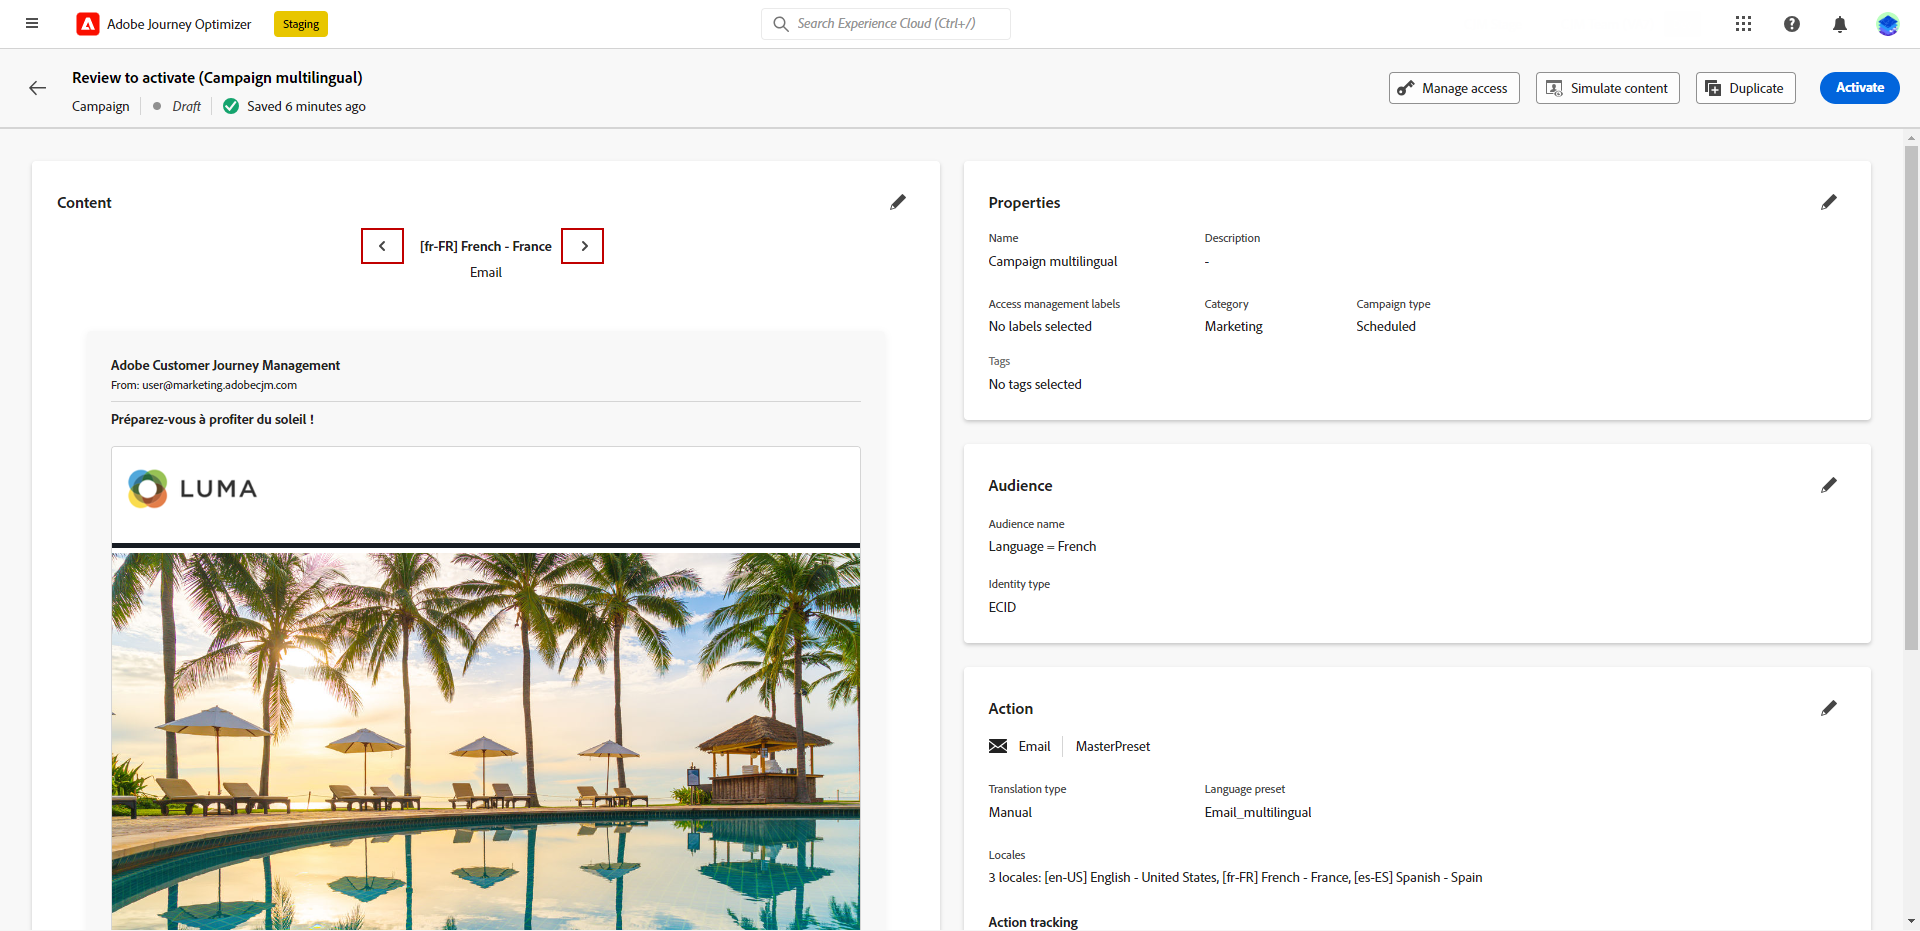 Adobe Journey Optimizer
Staging
Search Experience Cloud (Ctrl+/)
Review to activate (Campaign multilingual)
Campaign
Draft
Saved 6 minutes ago
Manage access
Simulate content
Duplicate
Activate
Content
[fr-FR] French - France
Email
Adobe Customer Journey Management
From: user@marketing.adobecjm.com
Préparez-vous à profiter du soleil !
LUMA
Properties
Name
Description
Campaign multilingual
-
Access management labels
Category
Campaign type
No labels selected
Marketing
Scheduled
Tags
No tags selected
Audience
Audience name
Language = French
Identity type
ECID
Action
Email
MasterPreset
Translation type
Language preset
Manual
Email_multilingual
Locales
3 locales: [en-US] English - United States, [fr-FR] French - France, [es-ES] Spanish - Spain
Action tracking